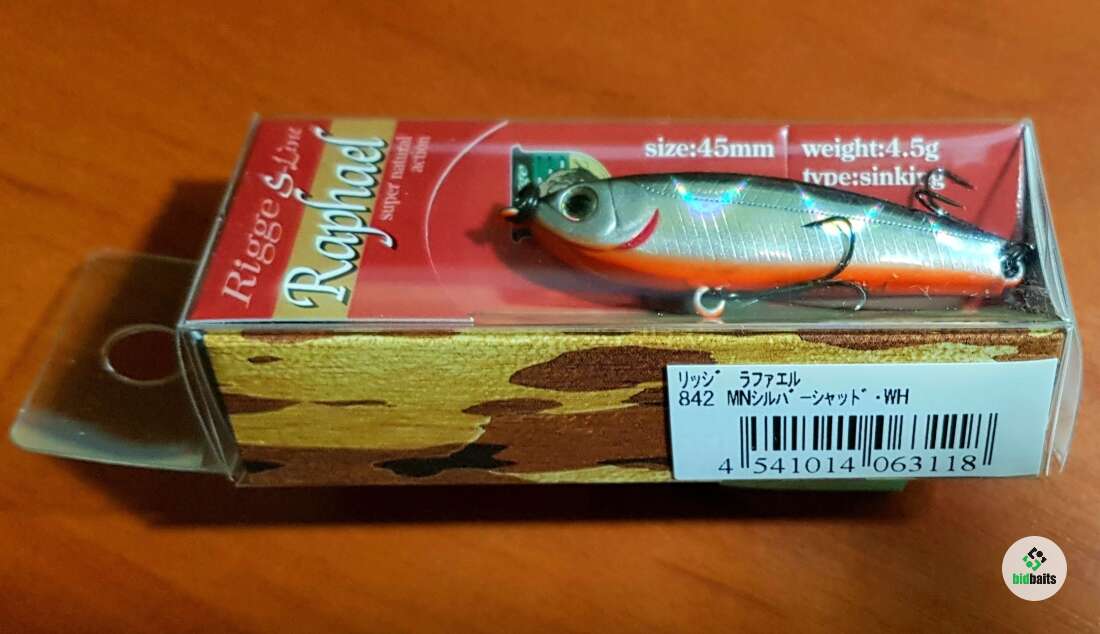 Rigge S-Line
Raphael
super natural
action
size:45mm
weight:4.5g
type:sinking
ﾘｯｼﾞ ﾗﾌｧｴﾙ
842 MNｼﾙﾊﾞｰｼｬｯﾄﾞ･WH
4 541014 063118
bidbaits